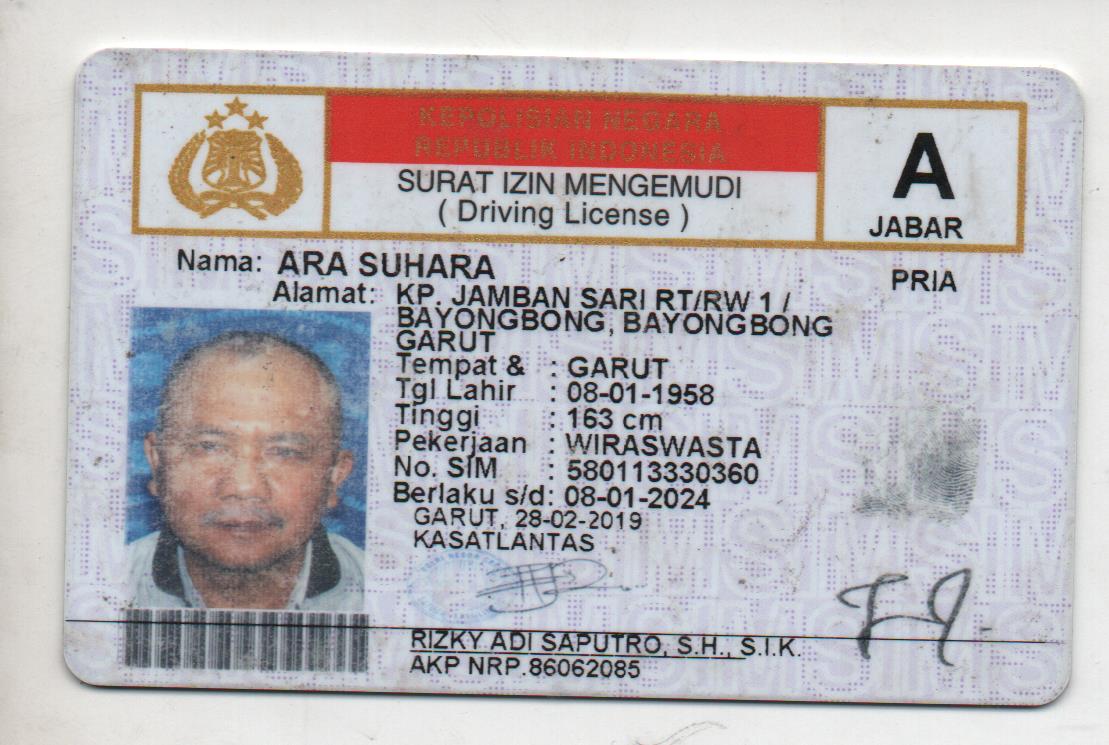 KEPOLISIAN NEGARA
REPUBLIK INDONESIA
SURAT IZIN MENGEMUDI
( Driving License )
A
JABAR
Nama: ARA SUHARA
PRIA
Alamat: KP. JAMBAN SARI RT/RW 1 /
BAYONGBONG, BAYONGBONG
GARUT
Tempat & : GARUT
Tgl Lahir : 08-01-1958
Tinggi : 163 cm
Pekerjaan : WIRASWASTA
No. SIM : 580113330360
Berlaku s/d: 08-01-2024
GARUT, 28-02-2019
KASATLANTAS
RIZKY ADI SAPUTRO, S.H., S.I.K.
AKP NRP.86062085